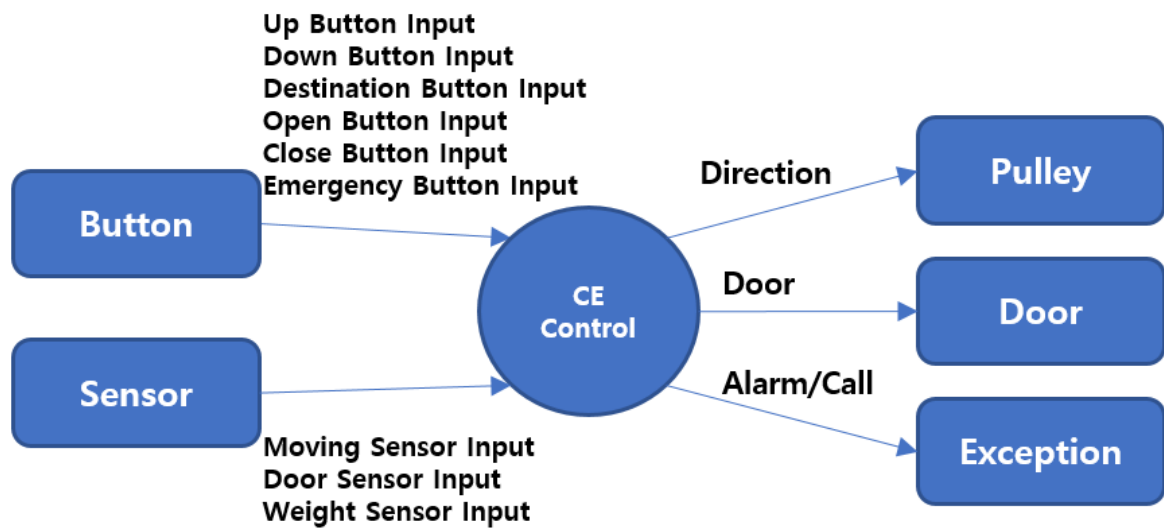 Up Button Input
Down Button Input
Destination Button Input
Open Button Input
Close Button Input
Emergency Button Input
Button
Sensor
Moving Sensor Input
Door Sensor Input
Weight Sensor Input
CE
Control
Direction
Door
Alarm/Call
Pulley
Door
Exception